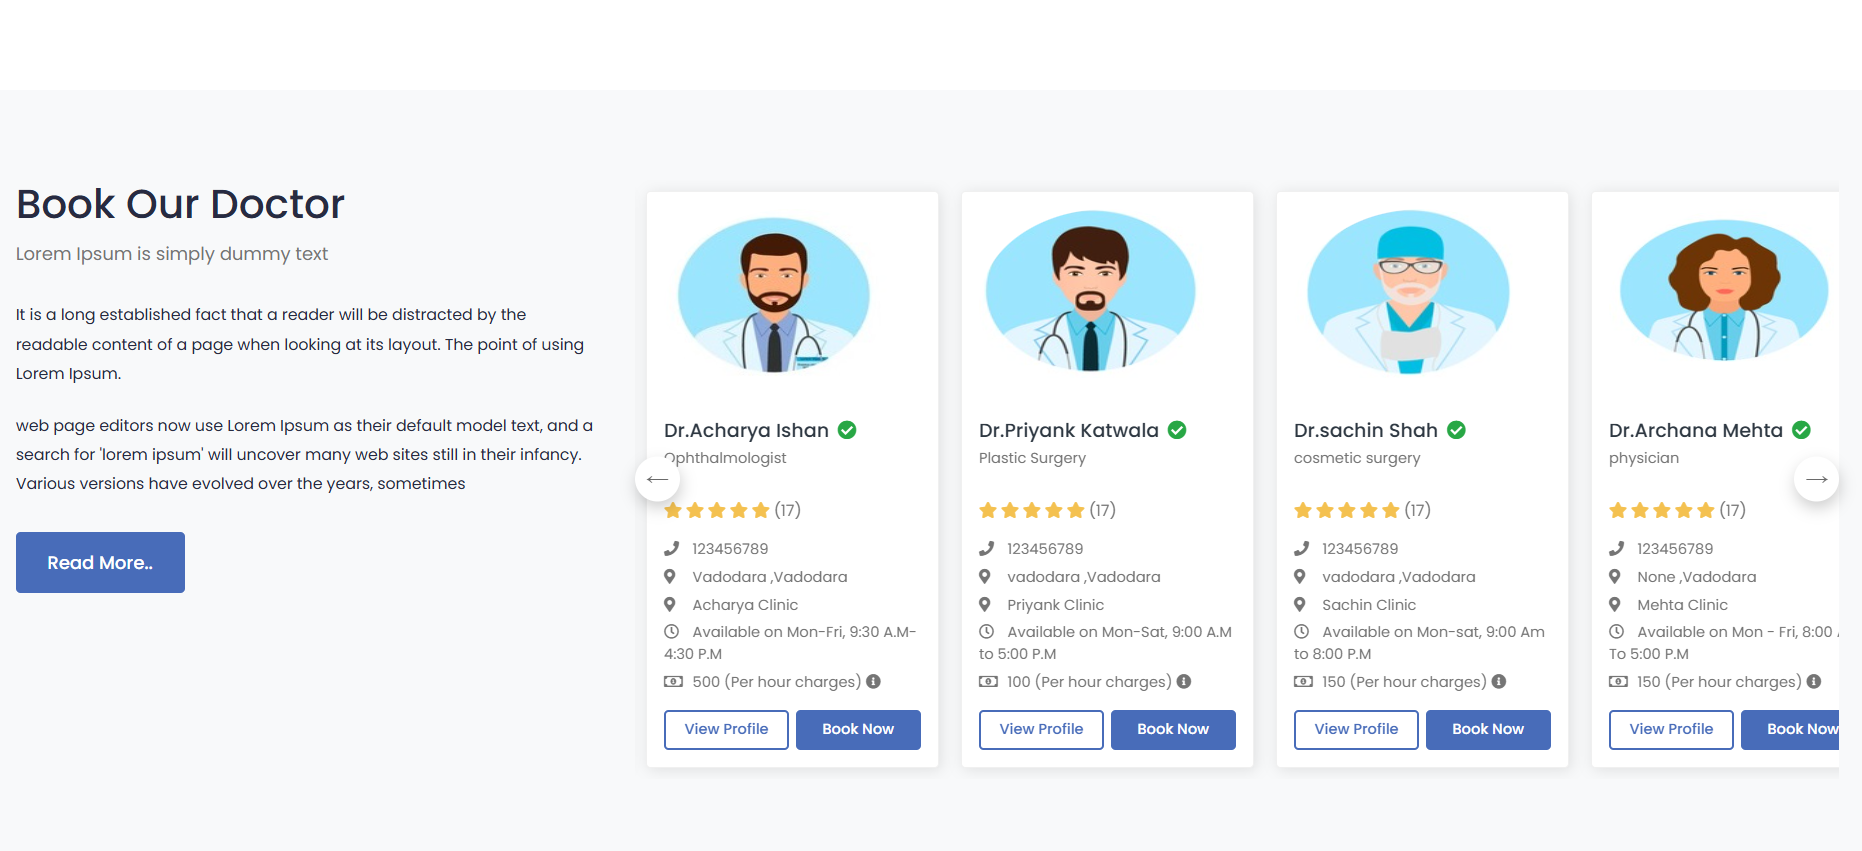 Book Our Doctor
Lorem Ipsum is simply dummy text
It is a long established fact that a reader will be distracted by the
readable content of a page when looking at its layout. The point of using
Lorem Ipsum.
web page editors now use Lorem Ipsum as their default model text, and a
search for 'lorem ipsum' will uncover many web sites still in their infancy.
Various versions have evolved over the years, sometimes
Read More..
Dr.Acharya Ishan
Ophthalmologist
(17)
123456789
Vadodara ,Vadodara
Acharya Clinic
Available on Mon-Fri, 9:30 A.M-
4:30 P.M
500 (Per hour charges)
View Profile
Book Now
Dr.Priyank Katwala
Plastic Surgery
(17)
123456789
vadodara ,Vadodara
Priyank Clinic
Available on Mon-Sat, 9:00 A.M
to 5:00 P.M
100 (Per hour charges)
View Profile
Book Now
Dr.sachin Shah
cosmetic surgery
(17)
123456789
vadodara ,Vadodara
Sachin Clinic
Available on Mon-sat, 9:00 Am
to 8:00 P.M
150 (Per hour charges)
View Profile
Book Now
Dr.Archana Mehta
physician
(17)
123456789
None ,Vadodara
Mehta Clinic
Available on Mon - Fri, 8:00
To 5:00 P.M
150 (Per hour charges)
View Profile
Book Now